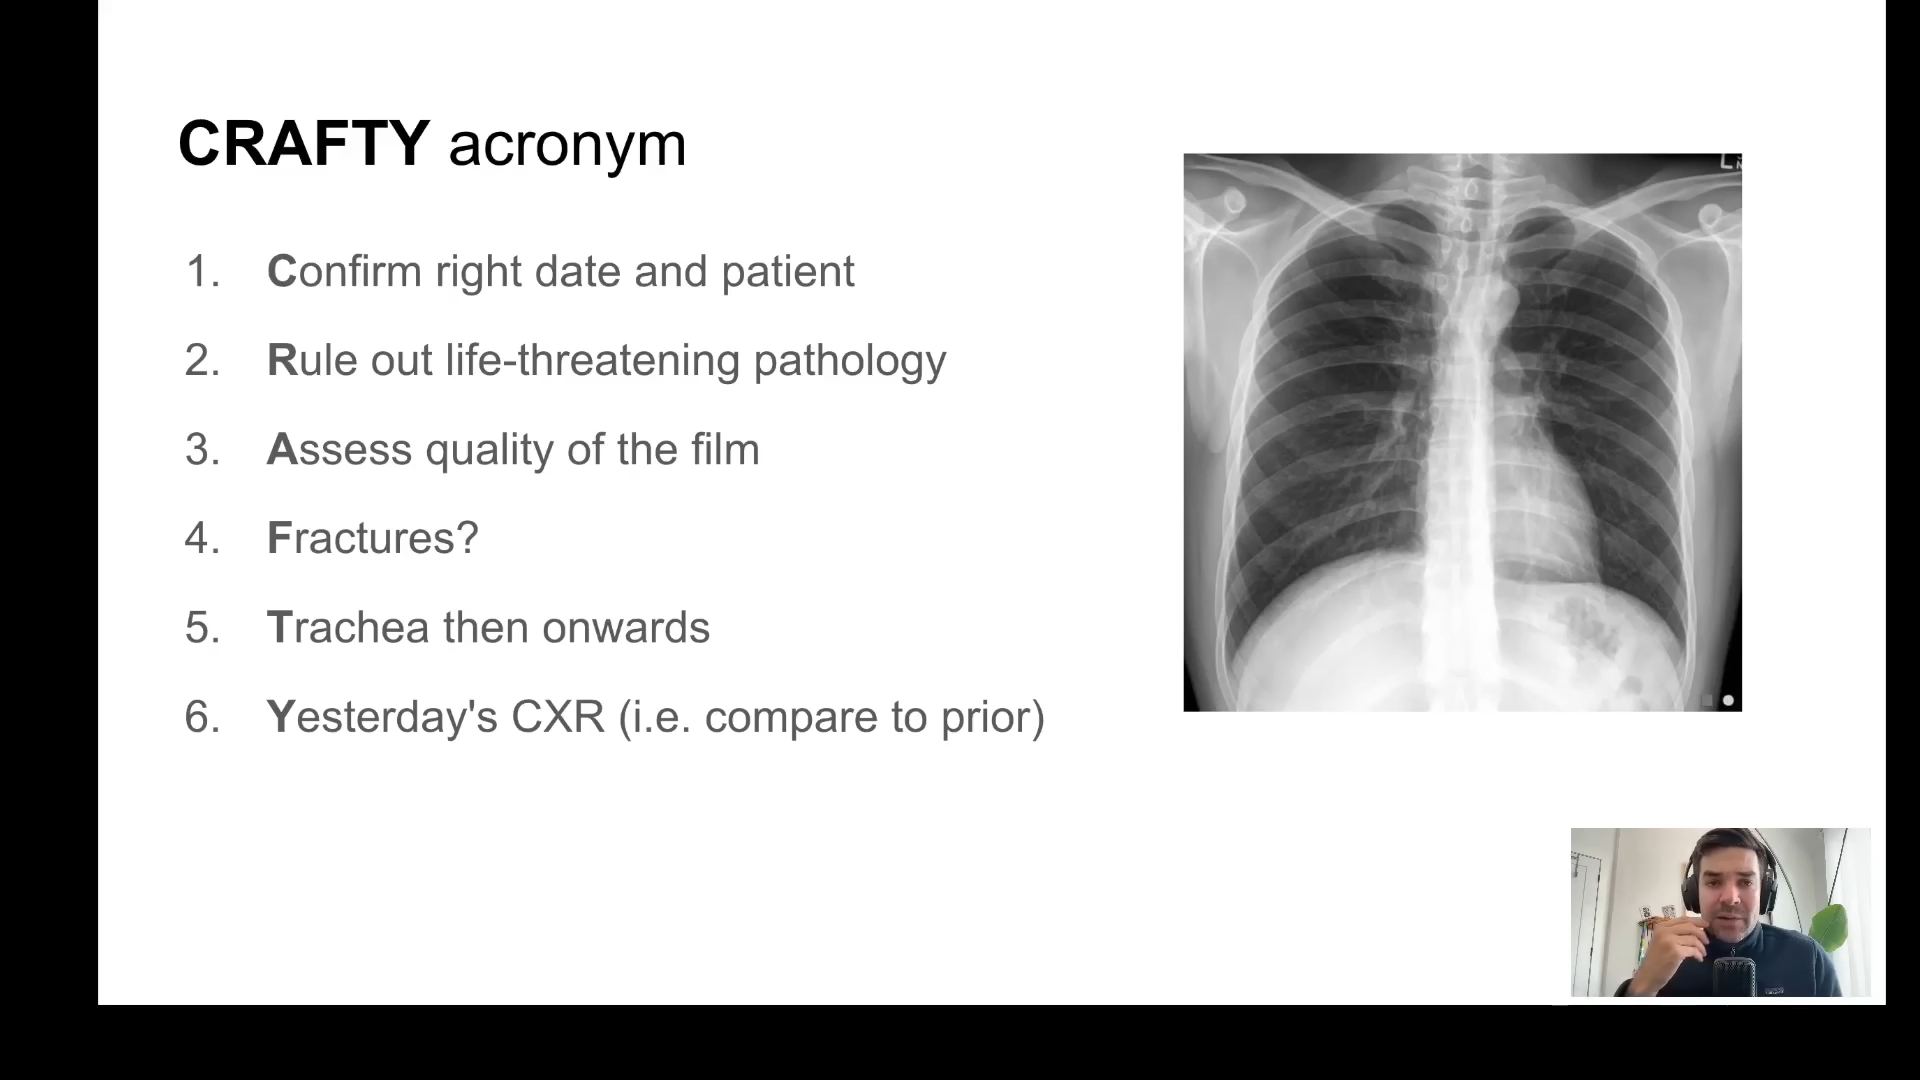 CRAFTY acronym
1. Confirm right date and patient
2. Rule out life-threatening pathology
3. Assess quality of the film
4. Fractures?
5. Trachea then onwards
6. Yesterday's CXR (i.e. compare to prior)
L